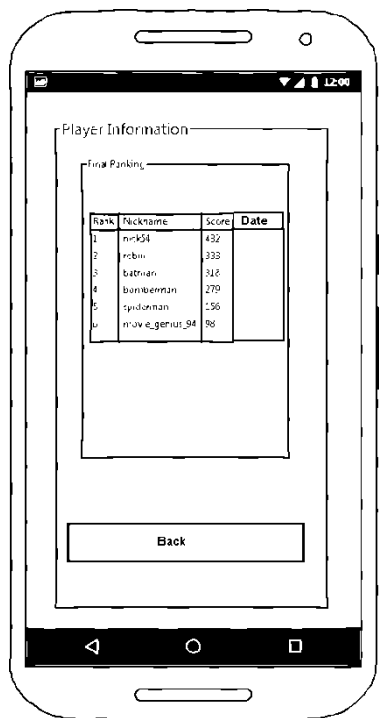 12:00
Player Information
Final Ranking
Rank Nickname Score Date
1 nick54 432
2 robin 333
3 batman 318
4 bomberman 279
5 spiderman 156
6 movie_genius_94 98
Back